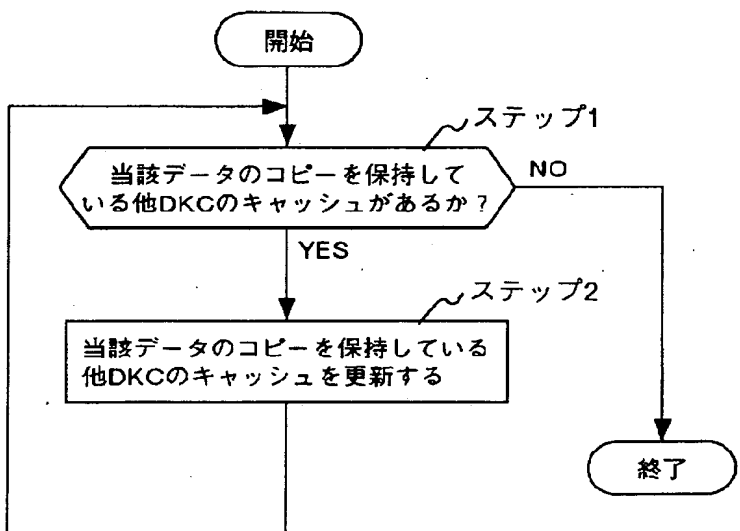 開始
ステップ1
当該データのコピーを保持して
いる他DKCのキャッシュがあるか?
NO
YES
ステップ2
当該データのコピーを保持している
他DKCのキャッシュを更新する
終了